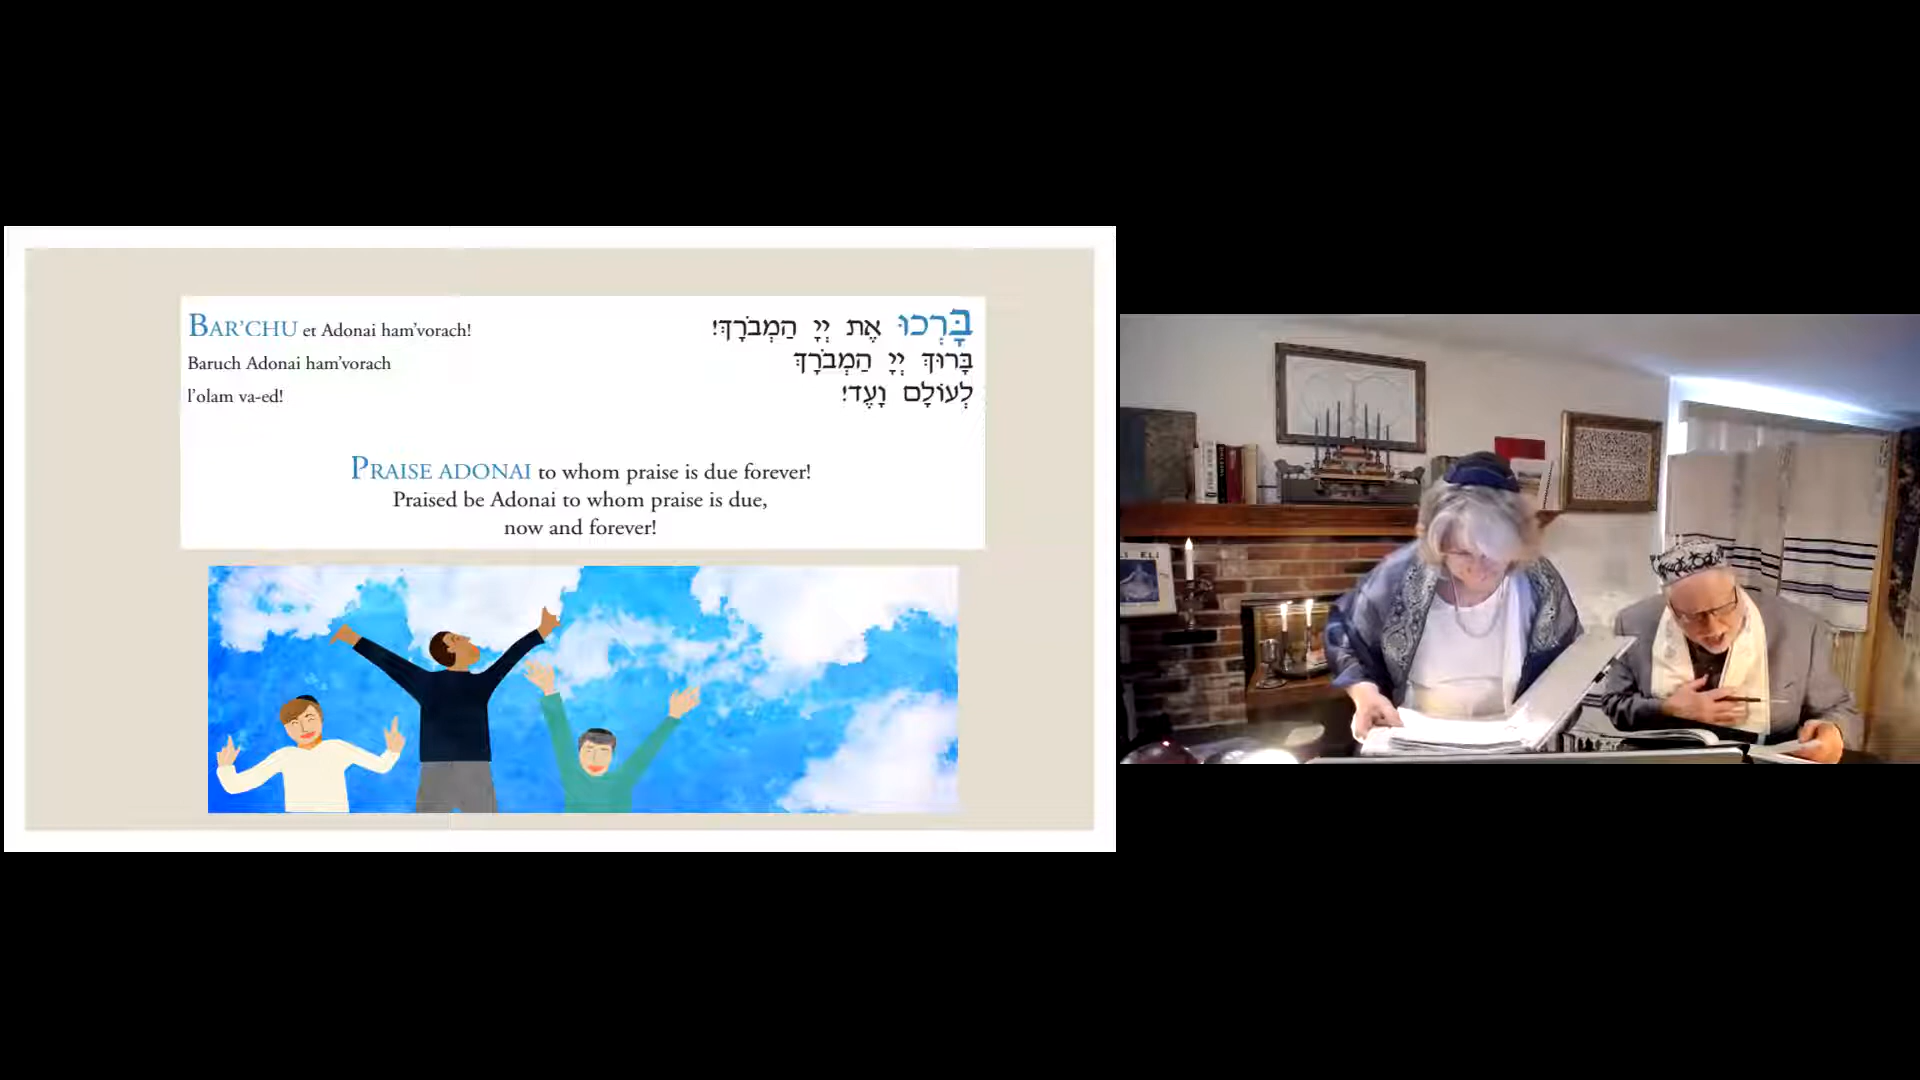 BAR'CHU et Adonai ham'vorach!
Baruch Adonai ham'vorach
l'olam va-ed!
בָּרְכוּ אֶת יְיָ הַמְבֹרָךְ!
בָּרוּךְ יְיָ הַמְבֹרָךְ
לְעוֹלָם וָעֶד!
PRAISE ADONAI to whom praise is due forever!
Praised be Adonai to whom praise is due,
now and forever!
ELI